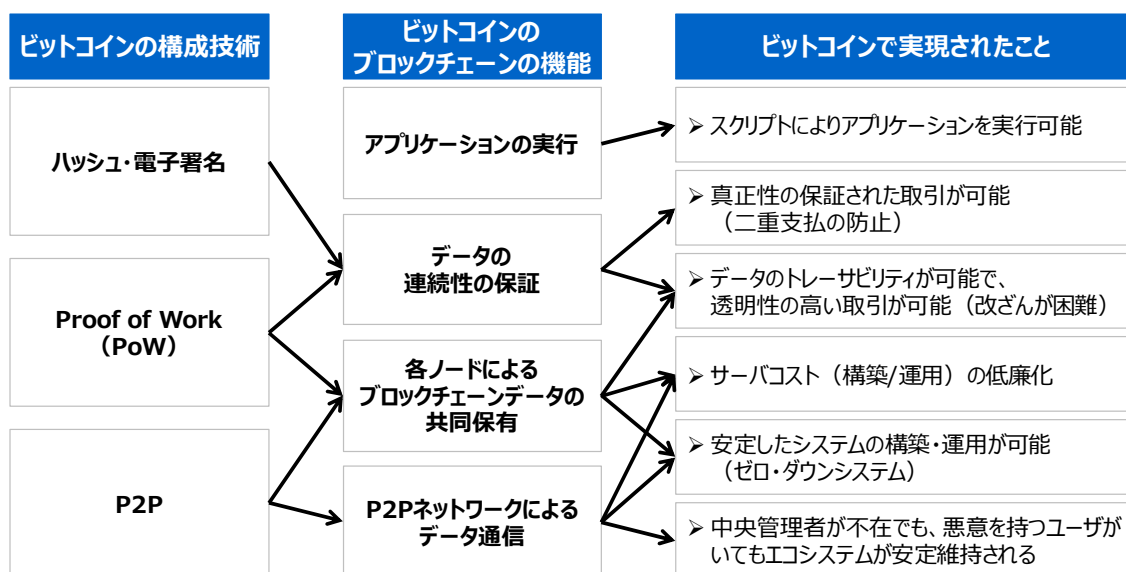 ビットコインの構成技術
ハッシュ・電子署名
Proof of Work
（PoW）
P2P
ビットコインの
ブロックチェーンの機能
アプリケーションの実行
データの
連続性の保証
各ノードによる
ブロックチェーンデータの
共同保有
P2Pネットワークによる
データ通信
ビットコインで実現されたこと
➢ スクリプトによりアプリケーションを実行可能
➢ 真正性の保証された取引が可能
（二重支払の防止）
➢ データのトレーサビリティが可能で、
透明性の高い取引が可能（改ざんが困難）
➢ サーバコスト（構築/運用）の低廉化
➢ 安定したシステムの構築・運用が可能
（ゼロ・ダウンシステム）
➢ 中央管理者が不在でも、悪意を持つユーザが
いてもエコシステムが安定維持される